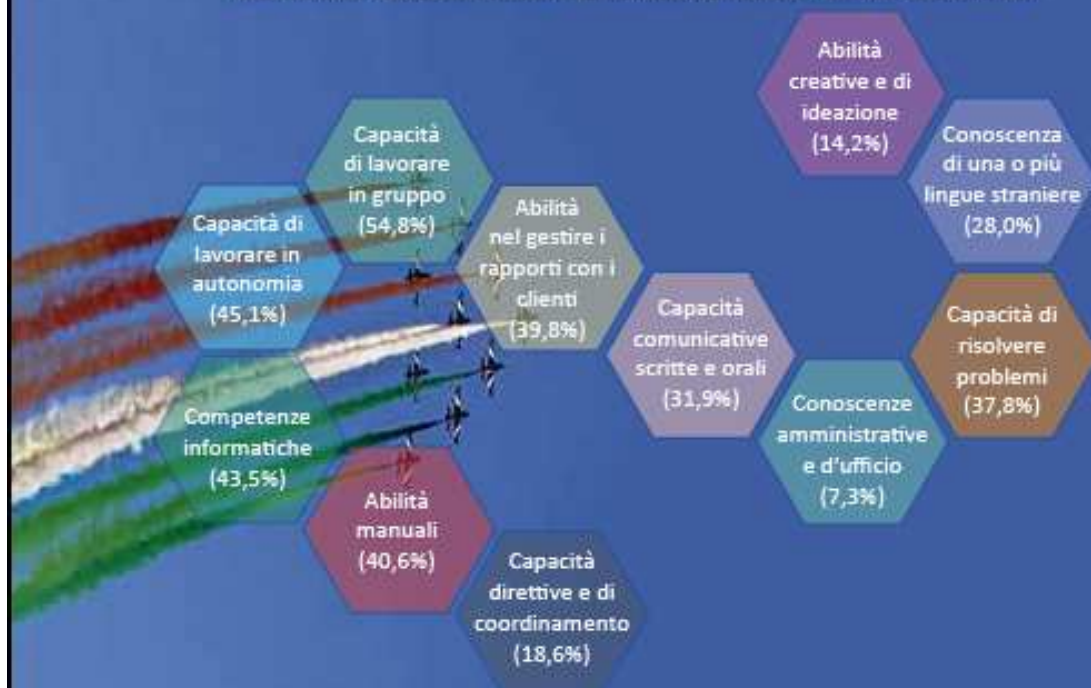 Abilità
creative e di
ideazione
(14,2%)
Capacità
di lavorare
in gruppo
(54,8%)
Conoscenza
di una o più
lingue straniere
(28,0%)
Capacità di
lavorare in
autonomia
(45,1%)
Abilità
nel gestire i
rapporti con i
clienti
(39,8%)
Capacità
comunicative
scritte e orali
(31,9%)
Capacità di
risolvere
problemi
(37,8%)
Competenze
informatiche
(43,5%)
Conoscenze
amministrative
e d'ufficio
(7,3%)
Abilità
manuali
(40,6%)
Capacità
direttive e di
coordinamento
(18,6%)